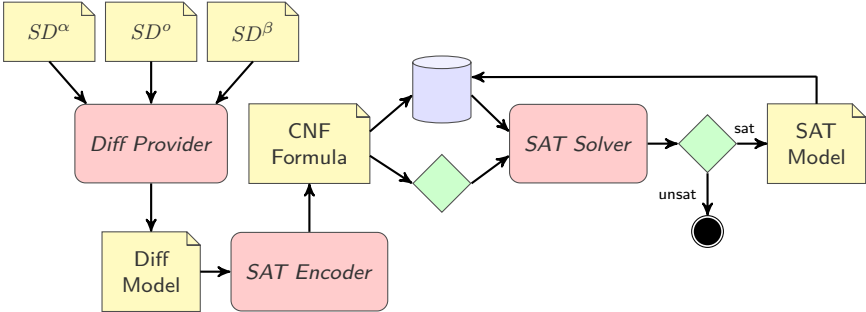 SD^α
SD^o
SD^β
Diff Provider
CNF
Formula
SAT Solver
sat
SAT
Model
unsat
Diff
Model
SAT Encoder